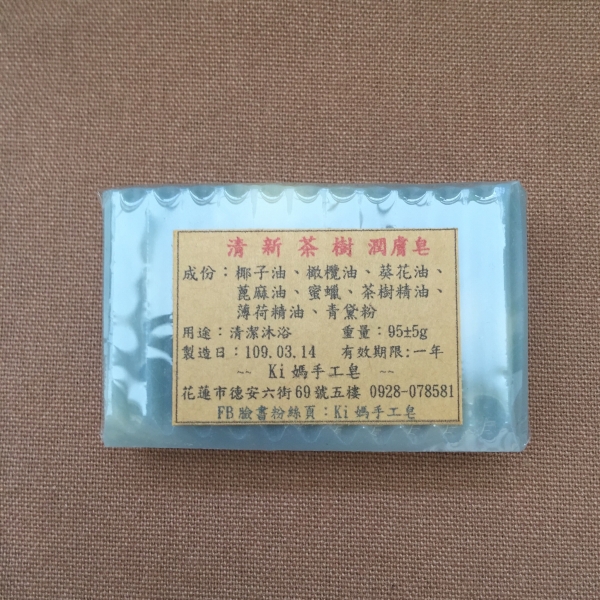 清新茶樹潤膚皂
成份：椰子油、橄欖油、葵花油、
蓖麻油、蜜蠟、茶樹精油、
薄荷精油、青黛粉
用途：清潔沐浴 重量：95±5g
製造日：109.03.14 有效期限:一年
~~ Ki媽手工皂 ~~
花蓮市德安六街69號五樓 0928-078581
FB臉書粉絲頁：Ki媽手工皂